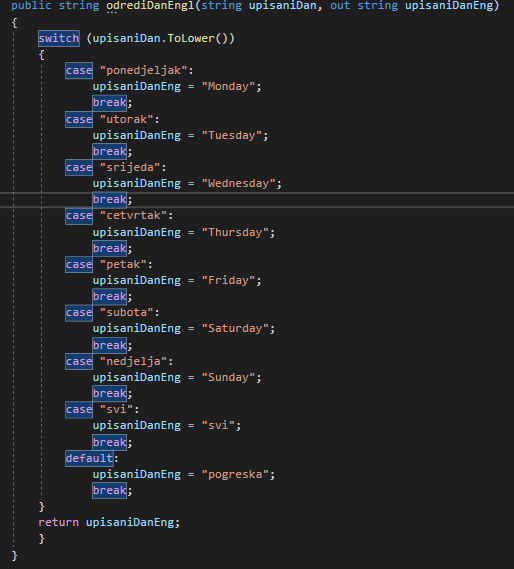 public string odrediDanEngl(string upisaniDan, out string upisaniDanEng)
{
switch (upisaniDan.ToLower())
{
case "ponedjeljak":
upisaniDanEng = "Monday";
break;
case "utorak":
upisaniDanEng = "Tuesday";
break;
case "srijeda":
upisaniDanEng = "Wednesday";
break;
case "cetvrtak":
upisaniDanEng = "Thursday";
break;
case "petak":
upisaniDanEng = "Friday";
break;
case "subota":
upisaniDanEng = "Saturday";
break;
case "nedjelja":
upisaniDanEng = "Sunday";
break;
case "svi":
upisaniDanEng = "svi";
break;
default:
upisaniDanEng = "pogreska";
break;
}
return upisaniDanEng;
}
}